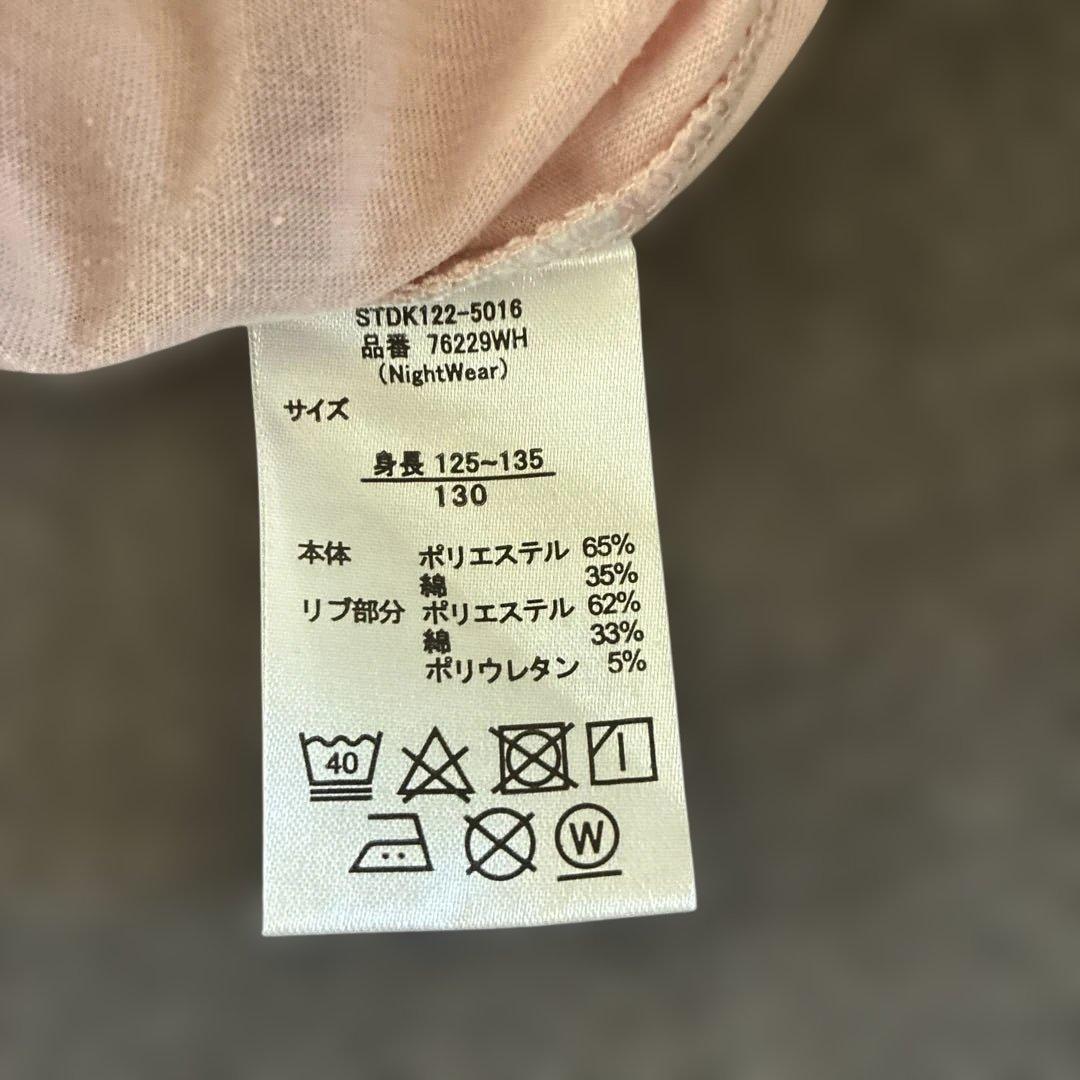 STDK122-5016
品番 76229WH
(NightWear)
サイズ
身長 125~135
130
本体 ポリエステル 65%
綿 35%
リブ部分 ポリエステル 62%
綿 33%
ポリウレタン 5%
40
W